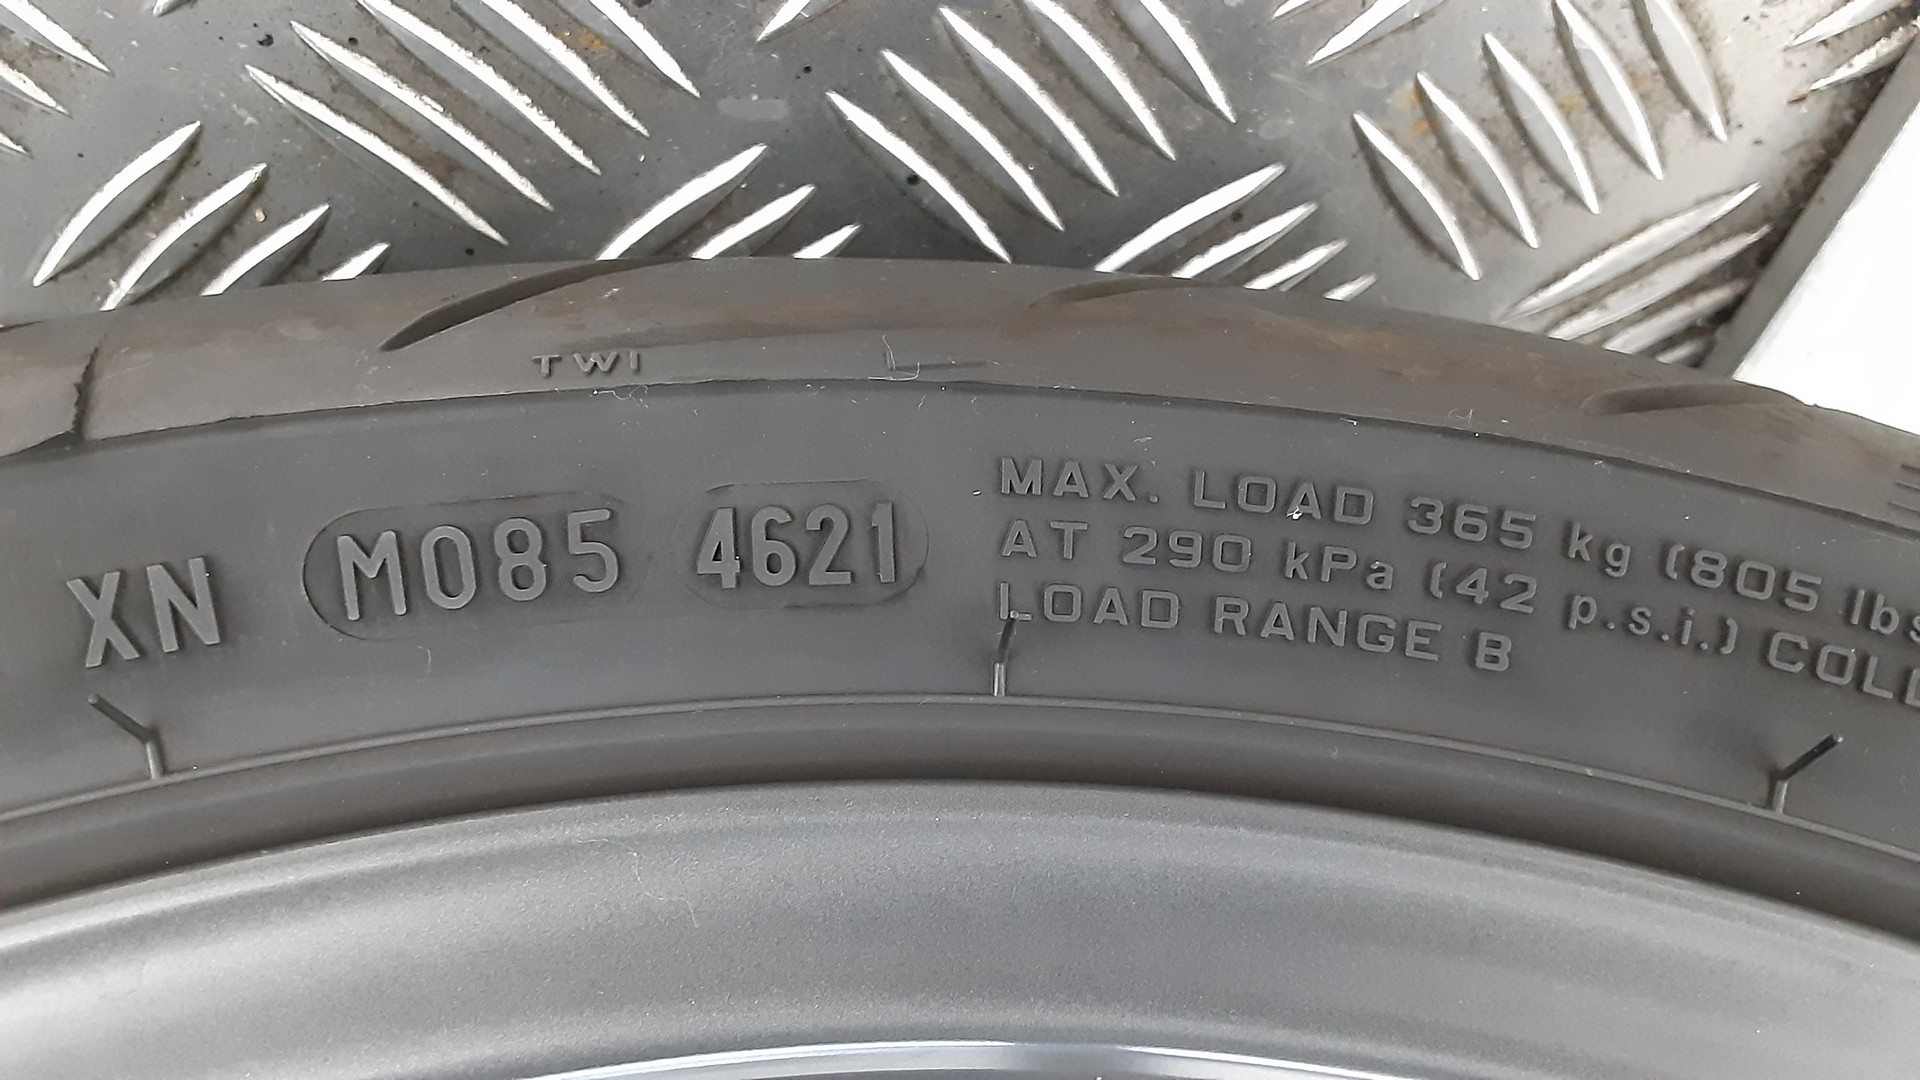 TWI
XN M085 4621
MAX. LOAD 365 kg (805 lbs
AT 290 kPa (42 p.s.i.) COLD
LOAD RANGE B